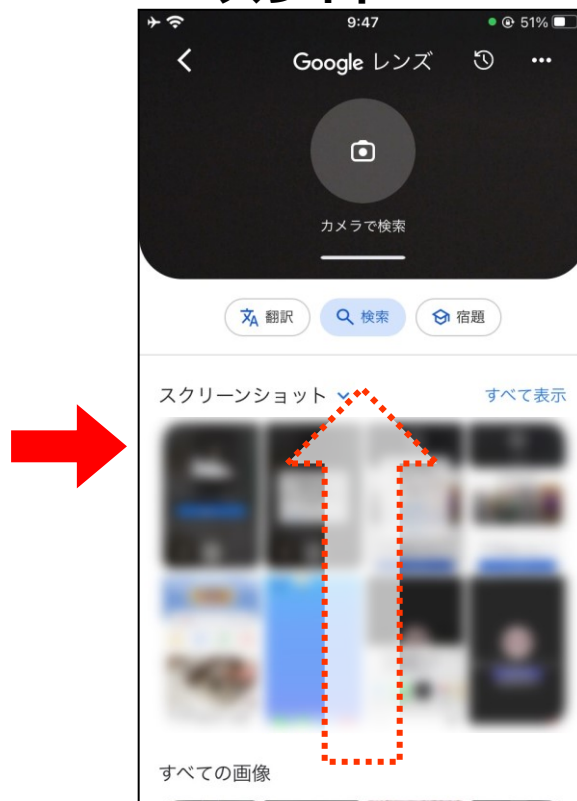 9:47
51%
Google レンズ
カメラで検索
翻訳
検索
宿題
スクリーンショット
すべて表示
すべての画像